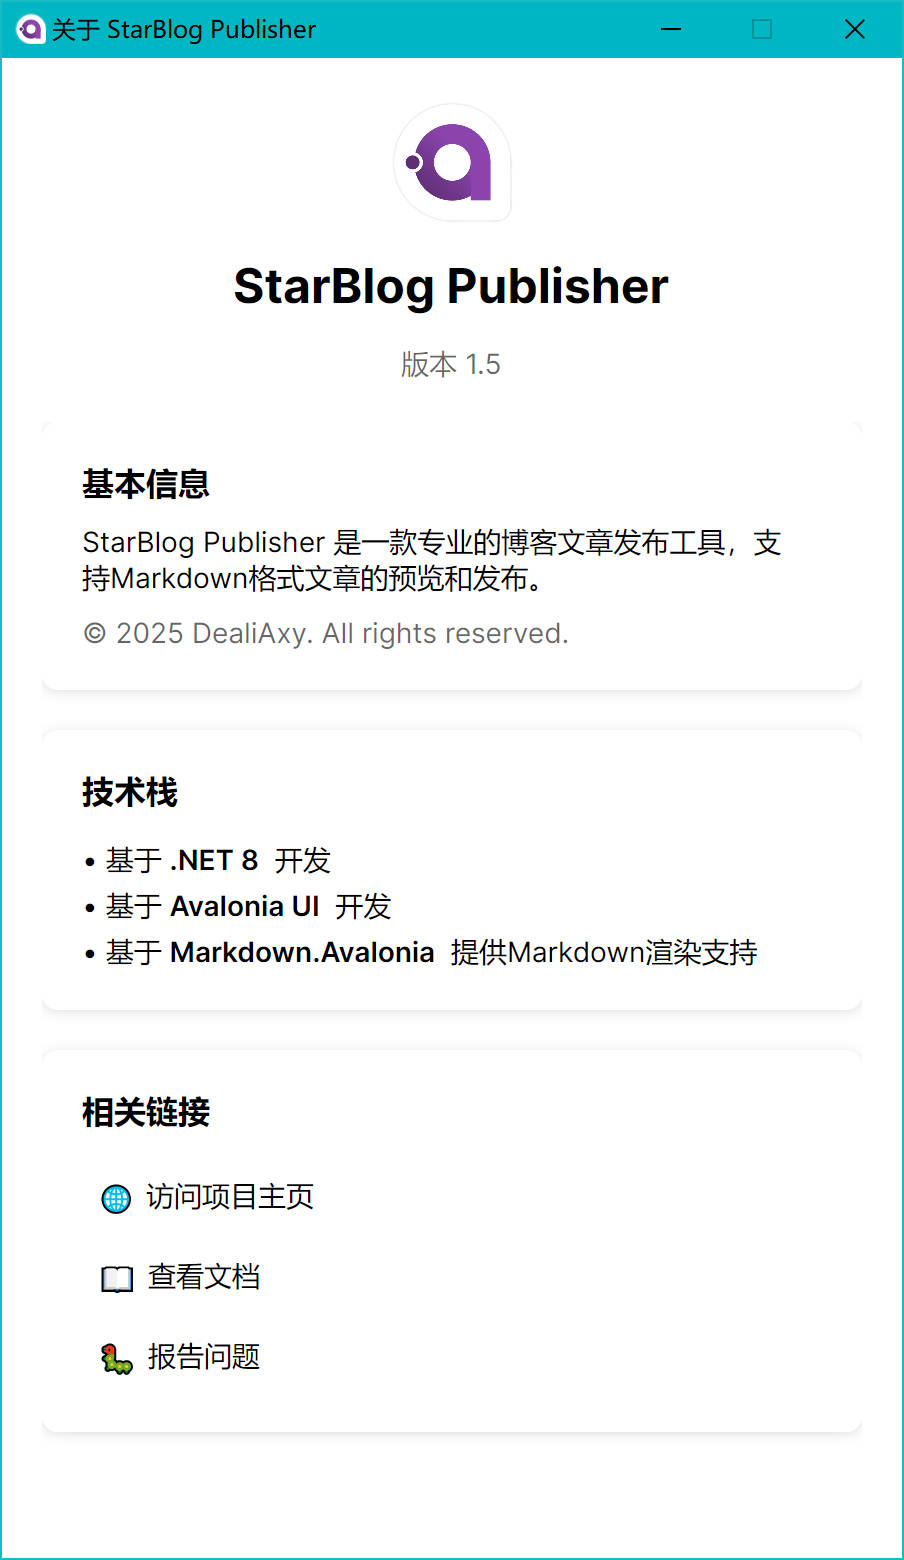 关于 StarBlog Publisher
StarBlog Publisher
版本 1.5
基本信息
StarBlog Publisher 是一款专业的博客文章发布工具，支
持Markdown格式文章的预览和发布。
© 2025 DealiAxy. All rights reserved.
技术栈
• 基于 .NET 8 开发
• 基于 Avalonia UI 开发
• 基于 Markdown.Avalonia 提供Markdown渲染支持
相关链接
访问项目主页
查看文档
报告问题